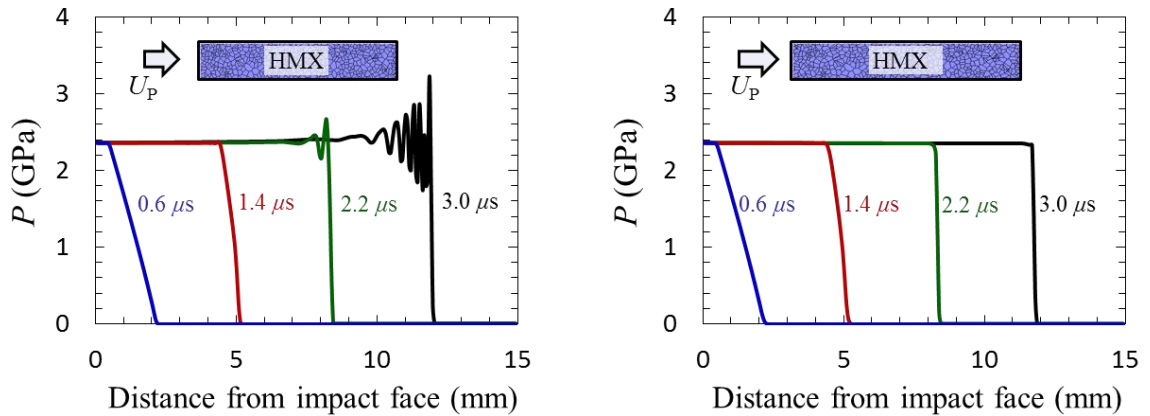 4
3
2
1
0
P (GPa)
HMX
U_P
0.6 μs
1.4 μs
2.2 μs
3.0 μs
0 5 10 15
Distance from impact face (mm)
4
3
2
1
0
P (GPa)
HMX
U_P
0.6 μs
1.4 μs
2.2 μs
3.0 μs
0 5 10 15
Distance from impact face (mm)